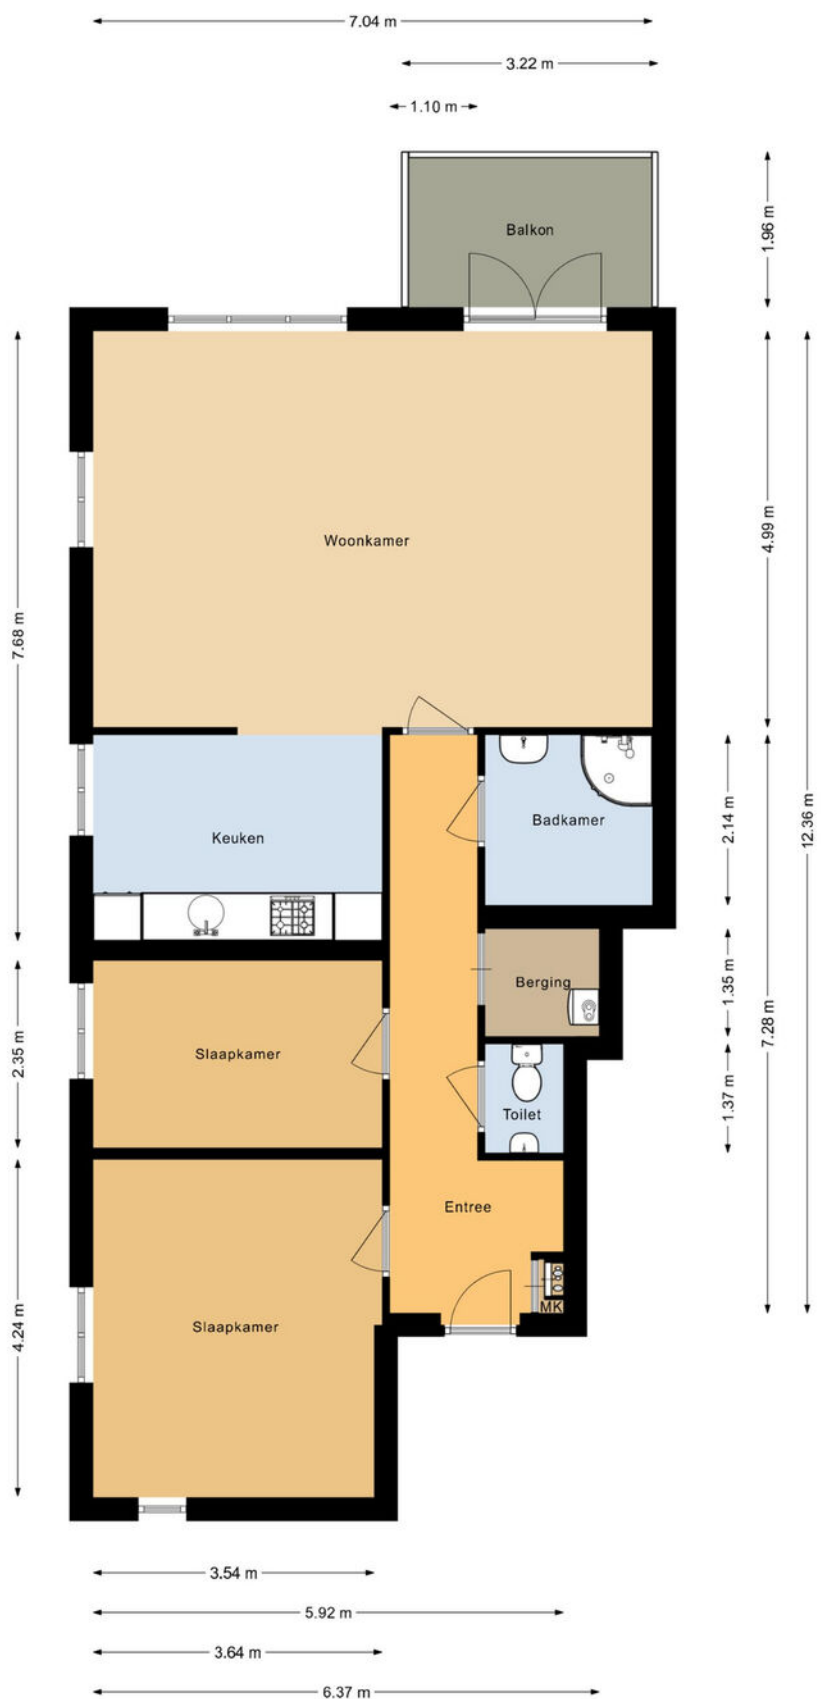 7.04 m
3.22 m
1.10 m
Balkon
1.96 m
Woonkamer
4.99 m
7.68 m
Keuken
Badkamer
2.14 m
12.36 m
Berging
1.35 m
7.28 m
Slaapkamer
2.35 m
Toilet
1.37 m
Entree
MK
Slaapkamer
4.24 m
3.54 m
5.92 m
3.64 m
6.37 m